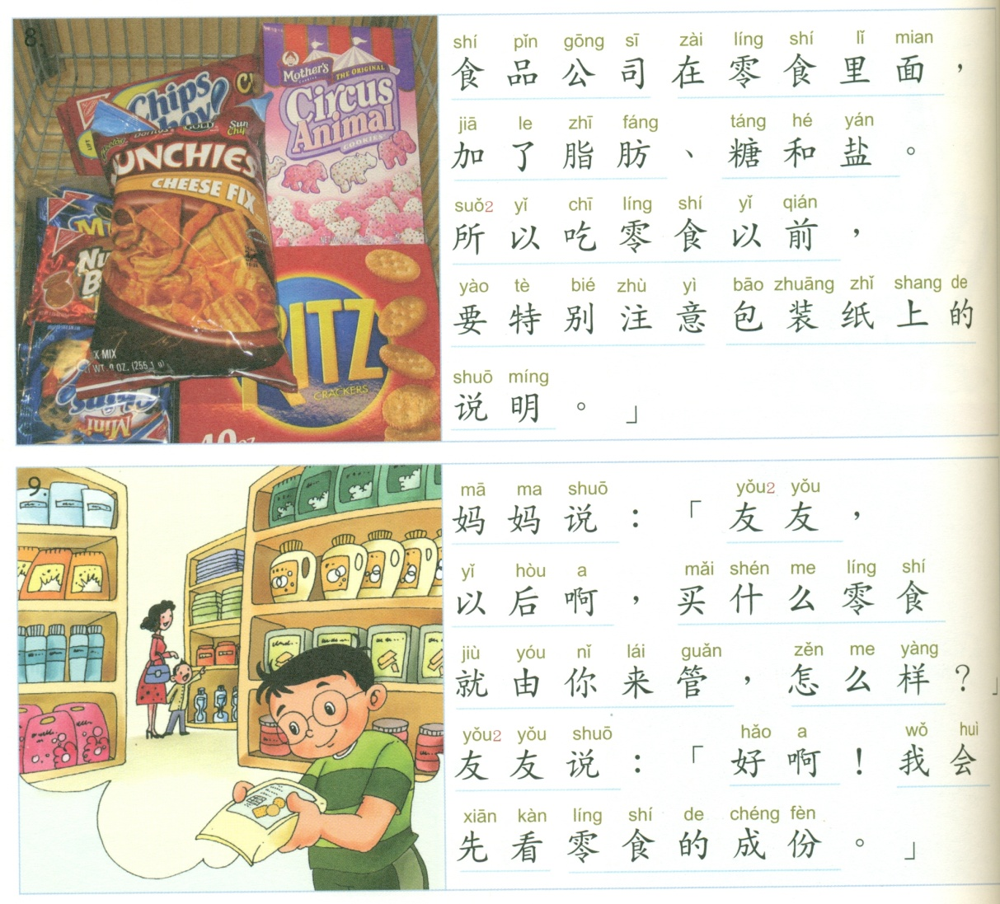 8.
Chips
Ahoy!
GOLD
Sun
MUNCHIES
CHEESE FIX
Mother's
COOKIES
THE ORIGINAL
Circus
Animal
COOKIES
RITZ
CRACKERS
Mini
shí pǐn gōng sī zài líng shí lǐ mian
食品公司在零食里面，
jiā le zhī fáng táng hé yán
加了脂肪、糖和盐。
suǒ2 yǐ chī líng shí yǐ qián
所以吃零食以前，
yào tè bié zhù yì bāo zhuāng zhǐ shang de
要特别注意包装纸上的
shuō míng
说明。」
9.
mā ma shuō yǒu2 yǒu
妈妈说：「友友，
yǐ hòu a mǎi shén me líng shí
以后啊，买什么零食
jiù yóu nǐ lái guǎn zěn me yàng
就由你来管，怎么样？」
yǒu2 yǒu shuō hǎo a wǒ huì
友友说：「好啊！我会
xiān kàn líng shí de chéng fèn
先看零食的成份。」